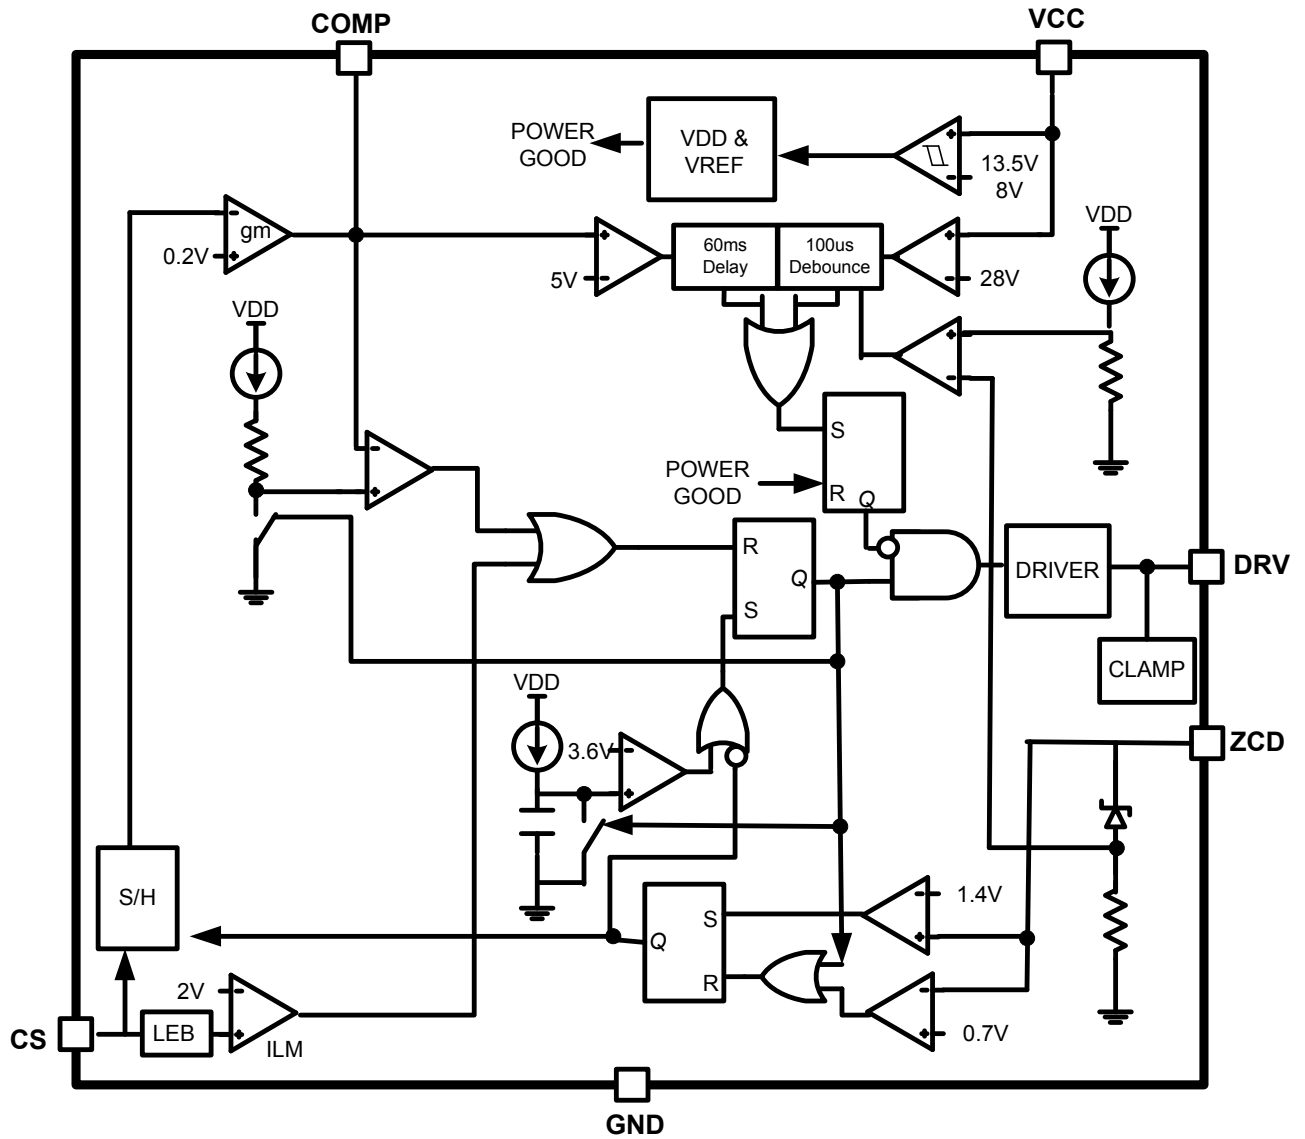 COMP
VCC
POWER
GOOD
VDD &
VREF
13.5V
8V
gm
0.2V
5V
60ms
Delay
100us
Debounce
28V
VDD
VDD
S
R
Q
POWER
GOOD
R
Q
S
DRIVER
DRV
CLAMP
VDD
3.6V
ZCD
S/H
1.4V
S
Q
R
2V
0.7V
CS
LEB
ILM
GND